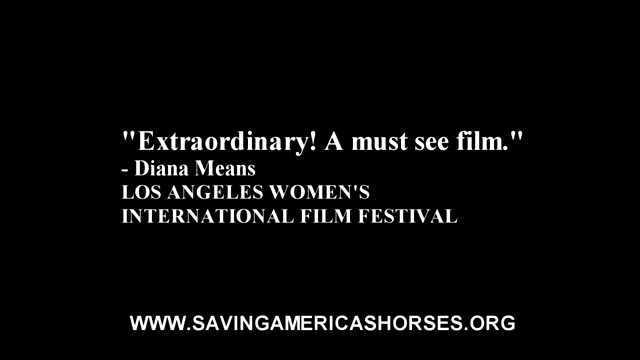 "Extraordinary! A must see film."
- Diana Means
LOS ANGELES WOMEN'S
INTERNATIONAL FILM FESTIVAL
WWW.SAVINGAMERICASHORSES.ORG